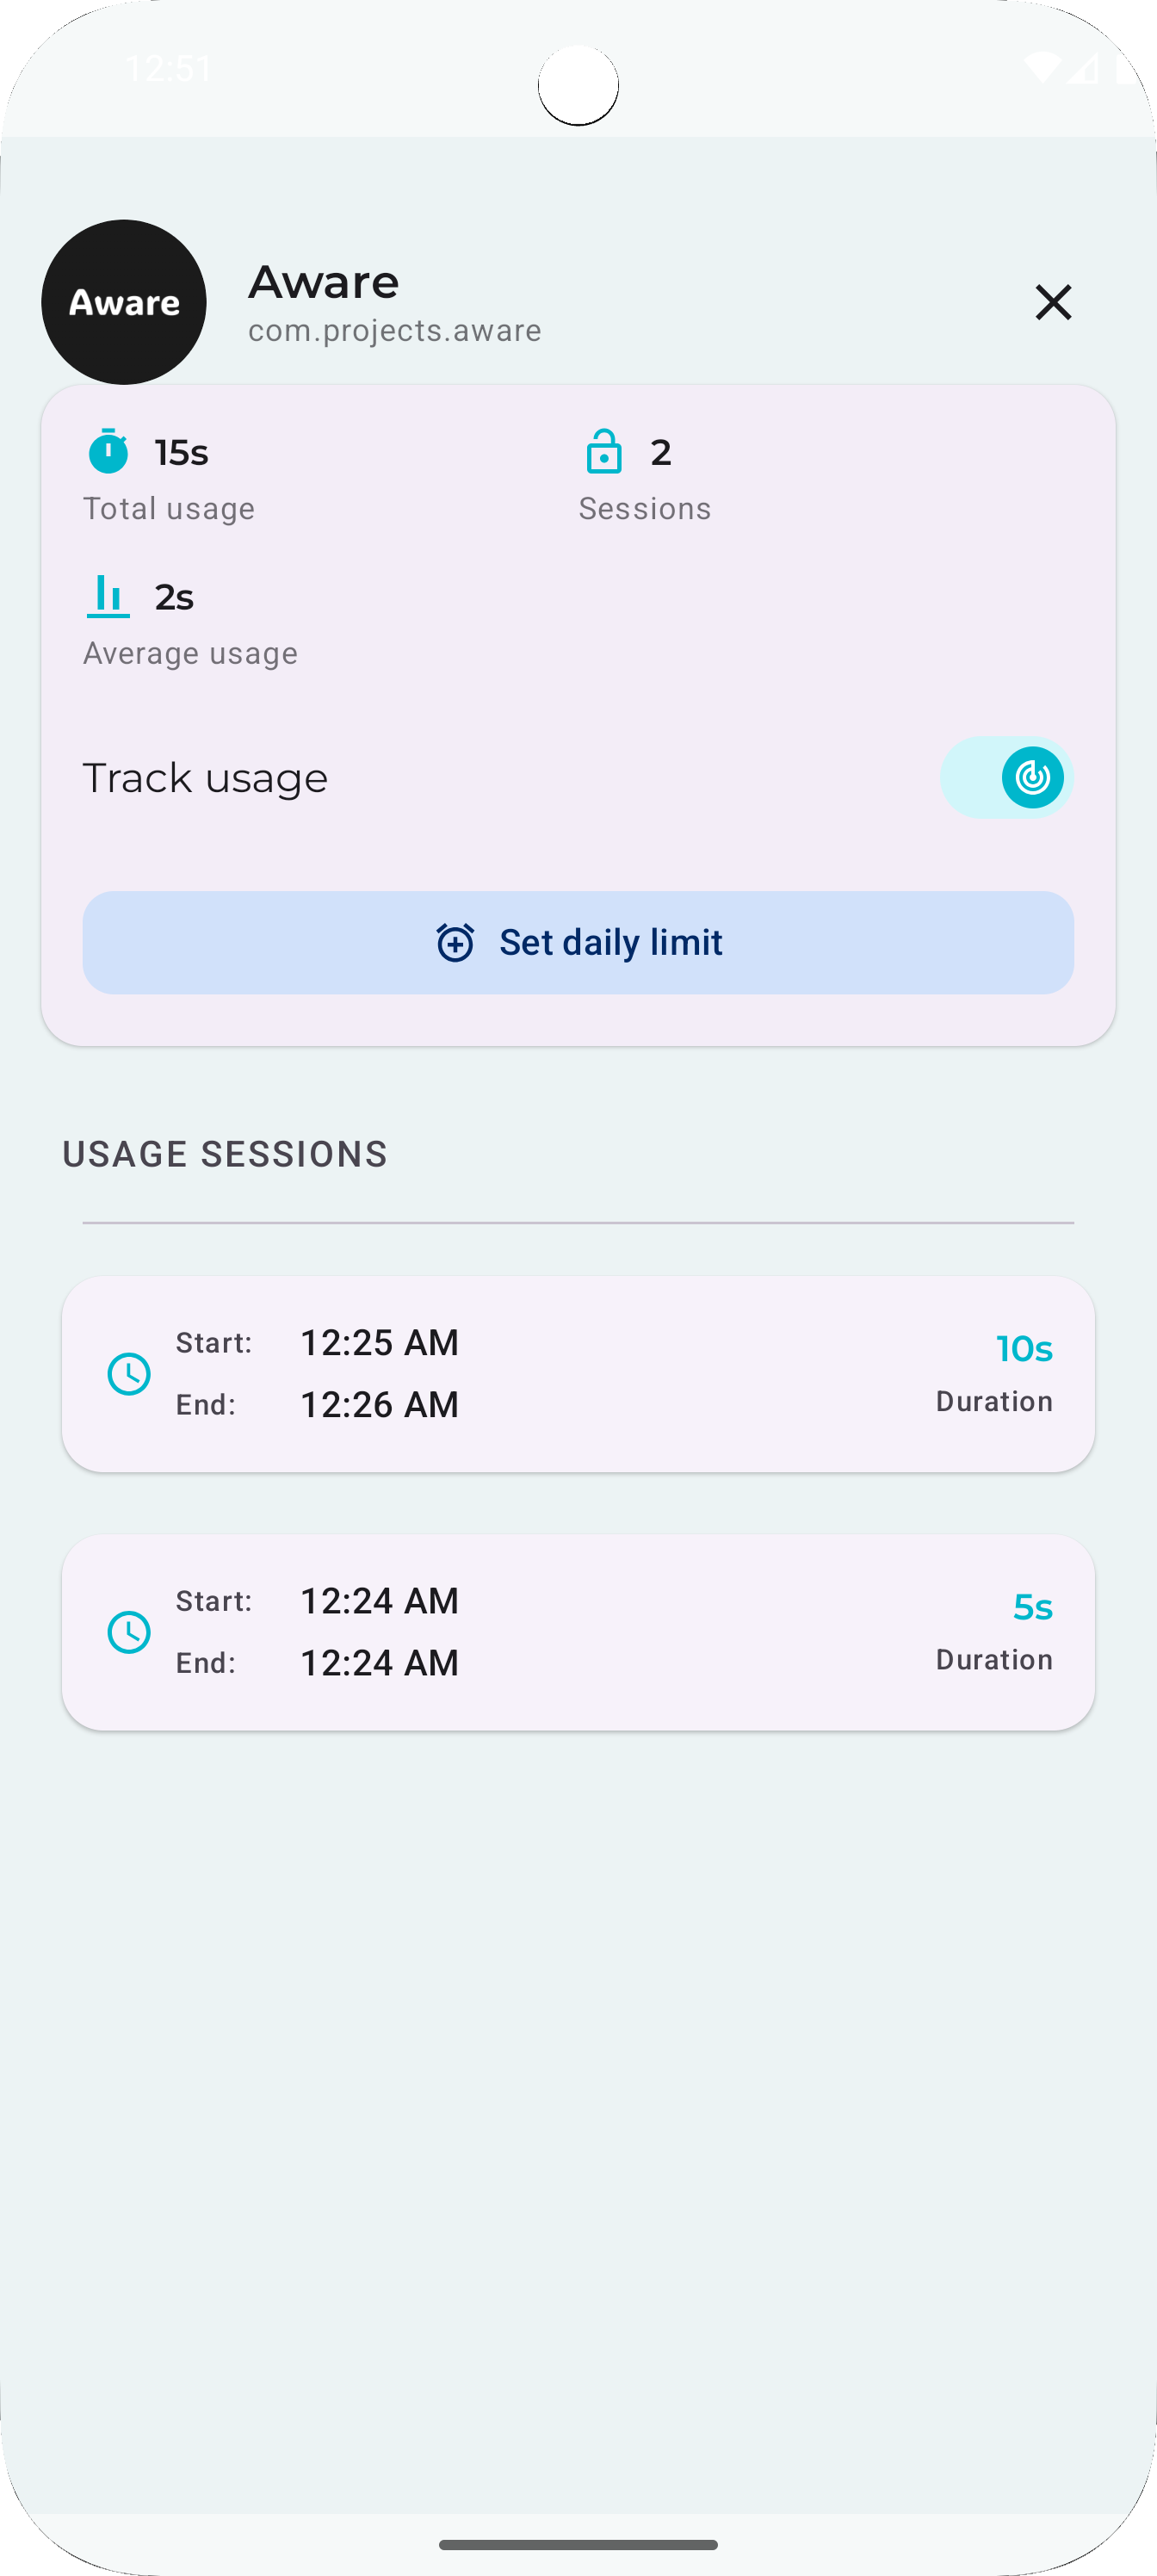 12:51
Aware
Aware
com.projects.aware
15s
Total usage
2
Sessions
2s
Average usage
Track usage
Set daily limit
USAGE SESSIONS
Start: 12:25 AM
End: 12:26 AM
10s
Duration
Start: 12:24 AM
End: 12:24 AM
5s
Duration